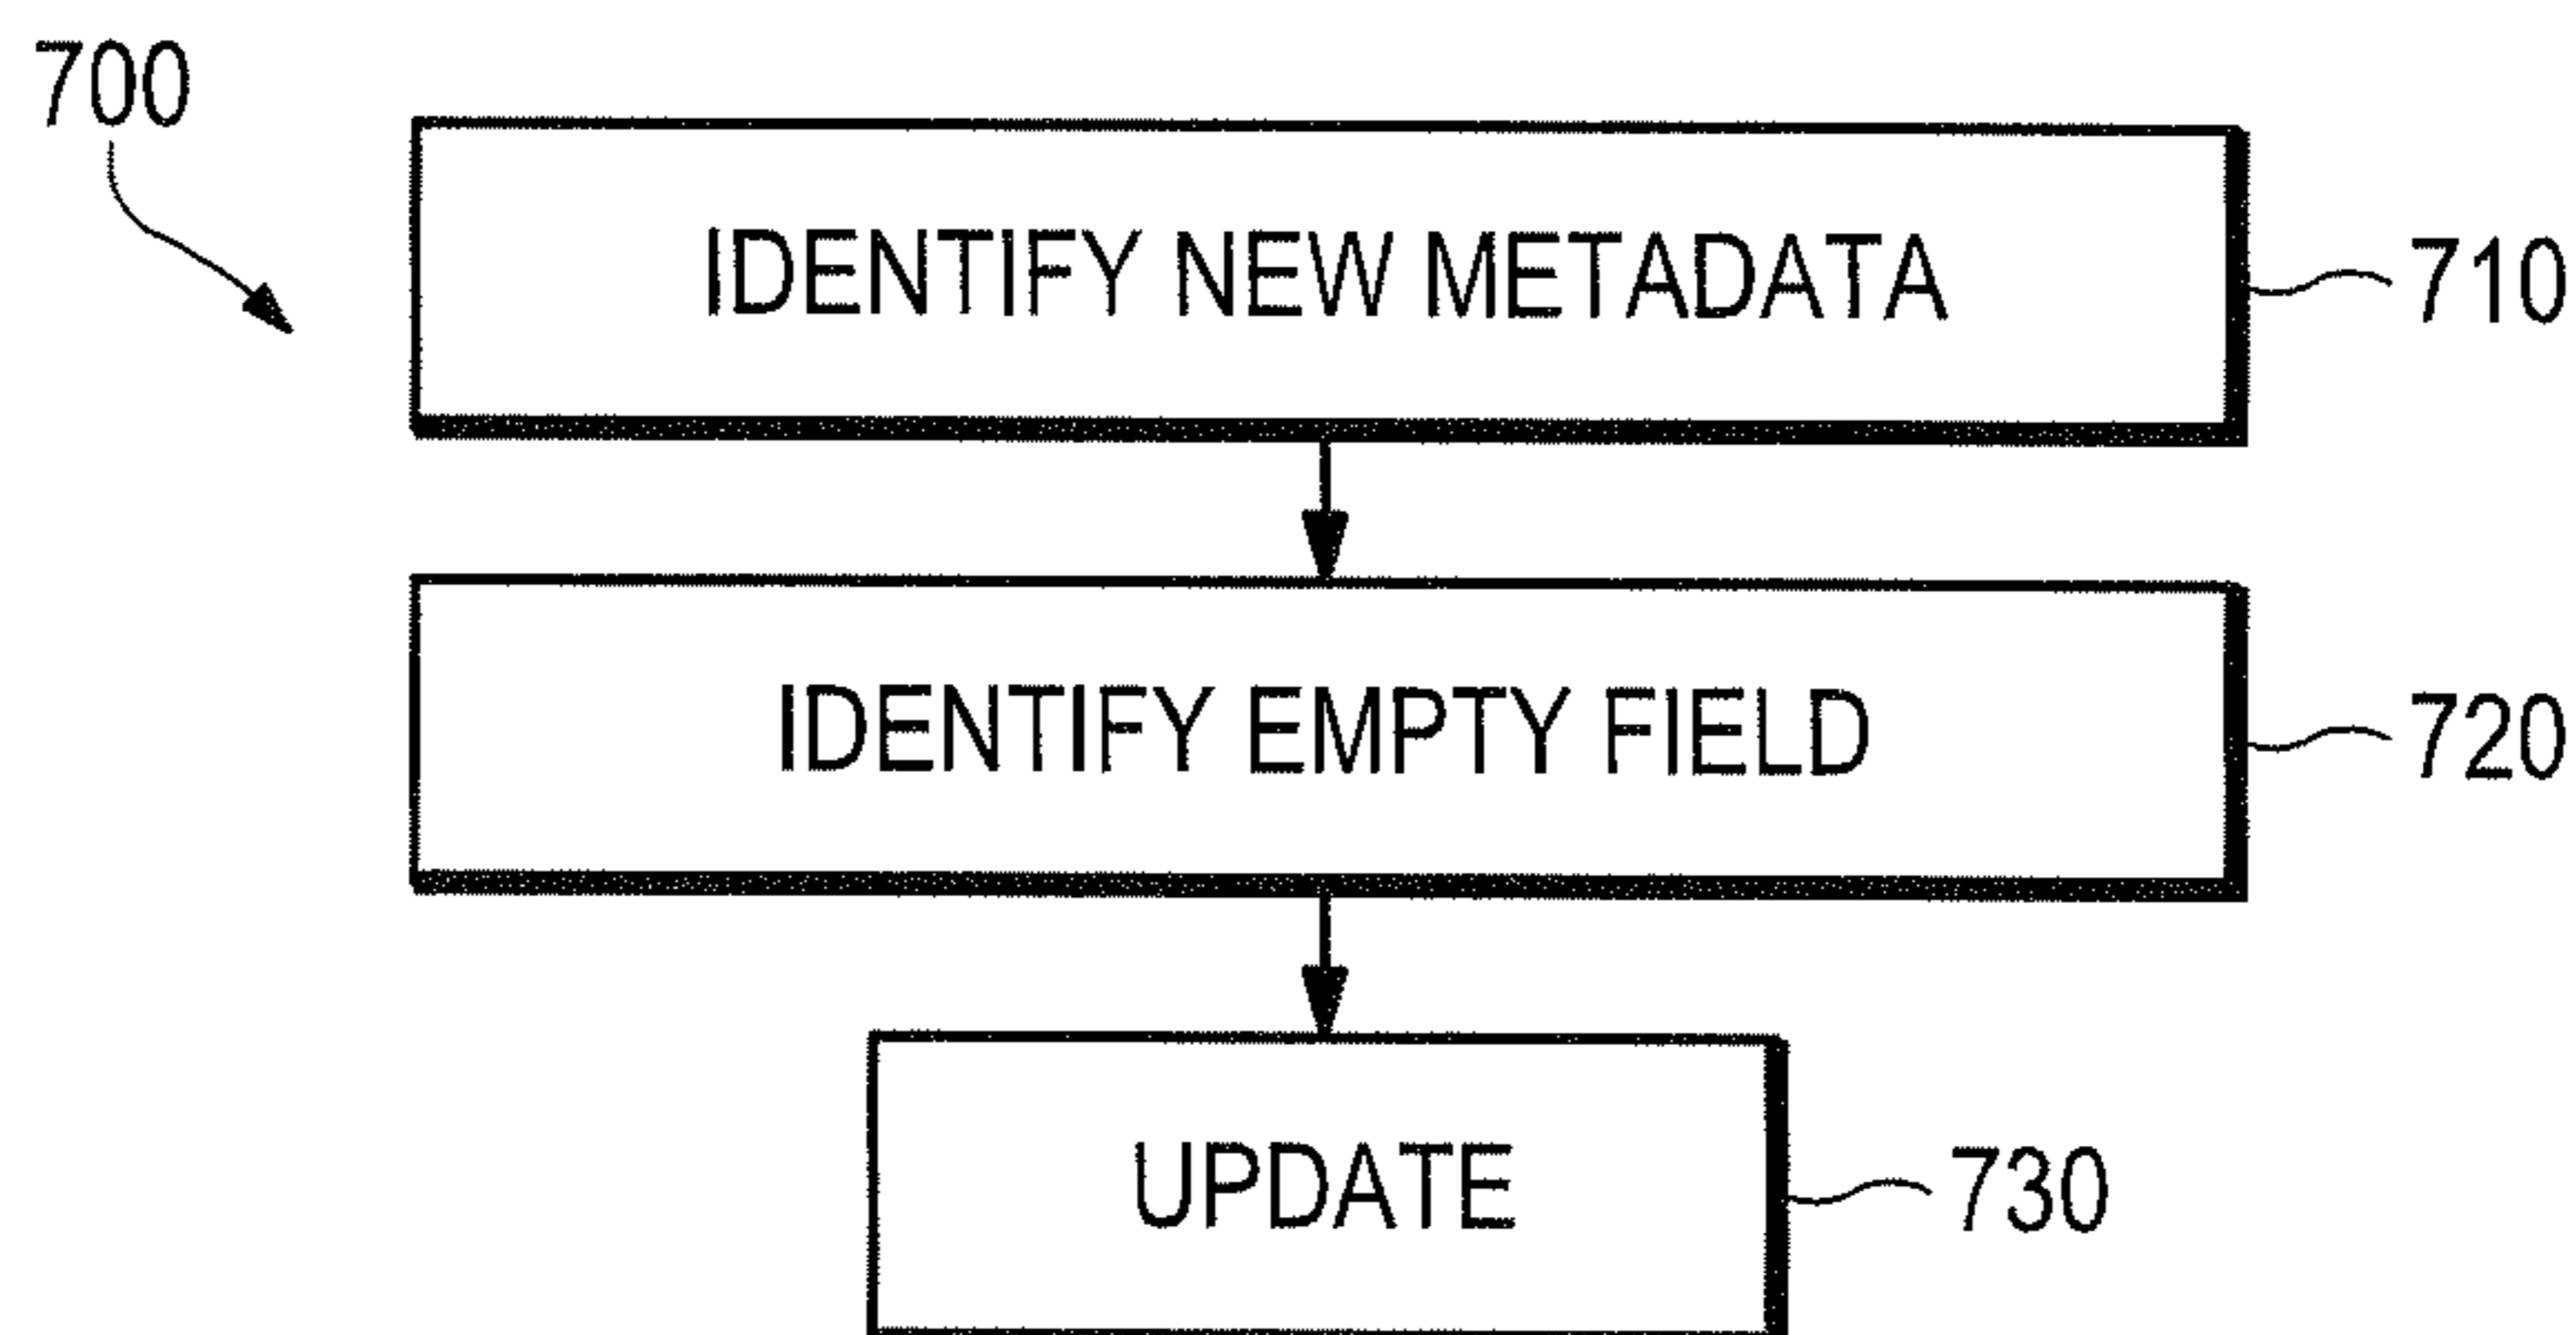 700
IDENTIFY NEW METADATA
710
IDENTIFY EMPTY FIELD
720
UPDATE
730